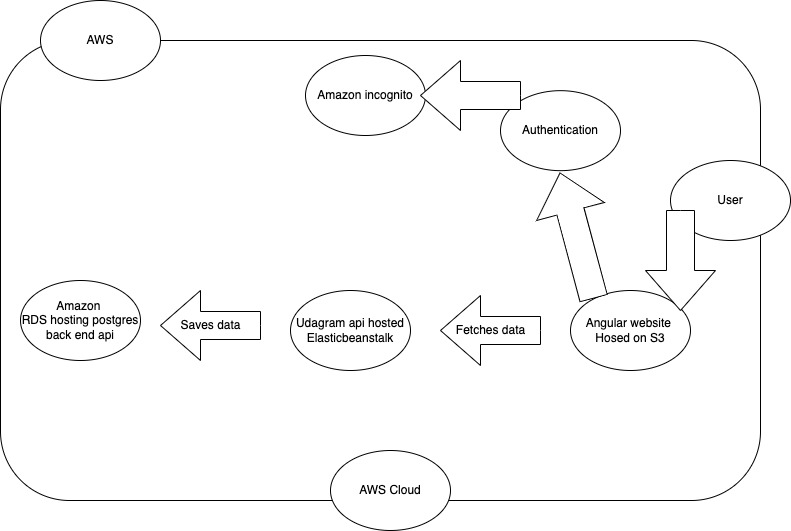 AWS
Amazon incognito
Authentication
User
Amazon
RDS hosting postgres
back end api
Saves data
Udagram api hosted
Elasticbeanstalk
Fetches data
Angular website
Hosed on S3
AWS Cloud